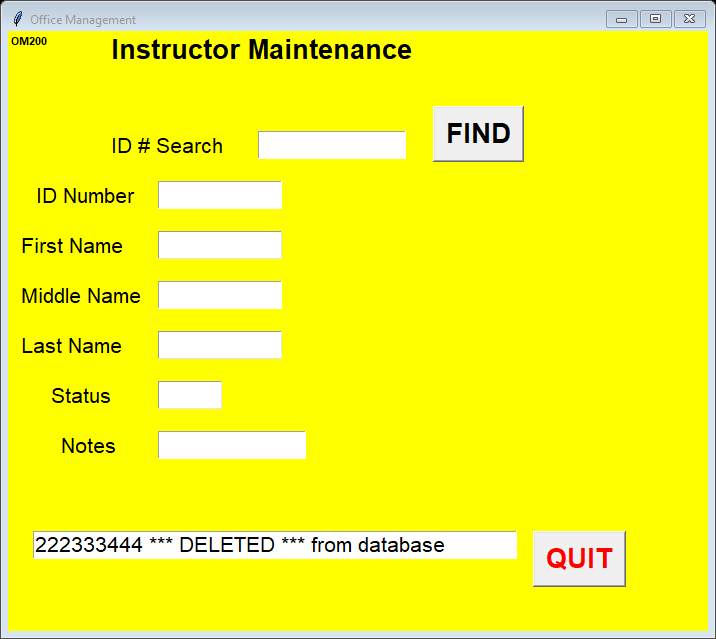 Office Management
OM200
Instructor Maintenance
ID # Search
FIND
ID Number
First Name
Middle Name
Last Name
Status
Notes
222333444 *** DELETED *** from database
QUIT